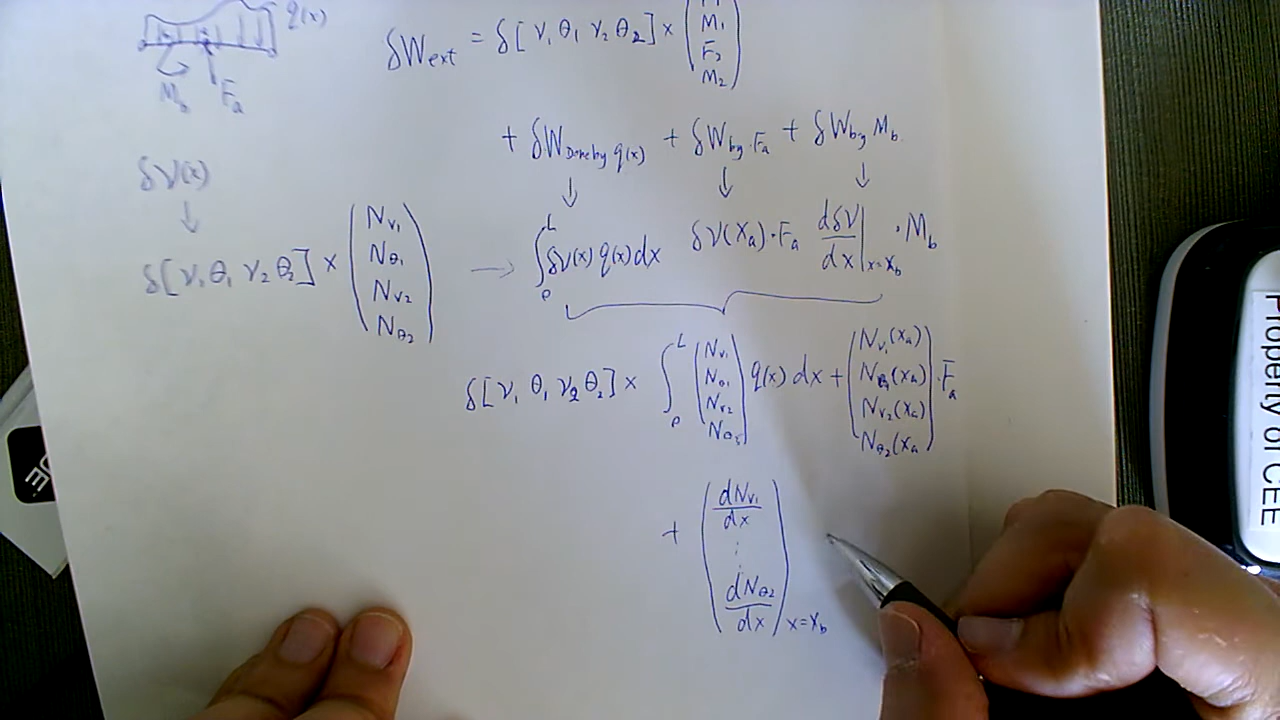 q(x)
M_b F_a
δW_ext = δ[v_1 θ_1 v_2 θ_2] × (M_1 F_2 M_2)
+ δW_Done by q(x) + δW_by F_a + δW_by M_b
↓ ↓ ↓
δv(x)
↓
δ[v_1 θ_1 v_2 θ_2] × (N_v1 N_θ1 N_v2 N_θ2) → ∫_0^L δv(x) q(x) dx δv(x_a)·F_a dδv/dx|_x=x_b · M_b
δ[v_1 θ_1 v_2 θ_2] × ∫_0^L (N_v1 N_θ1 N_v2 N_θ2) q(x) dx + (N_v1(x_a) N_θ1(x_a) N_v2(x_a) N_θ2(x_a) · F_a
+ (dN_v1/dx ⋮ dN_θ2/dx)_x=x_b
Property of CEE